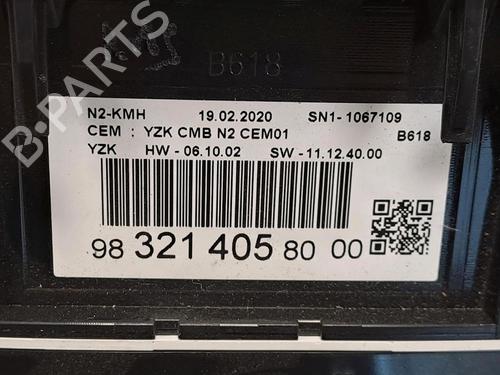 B618
N2-KMH 19.02.2020 SN1- 1067109
CEM : YZK CMB N2 CEM01 B618
YZK HW - 06.10.02 SW - 11.12.40.00
98 321 405 80 00
B-PARTS